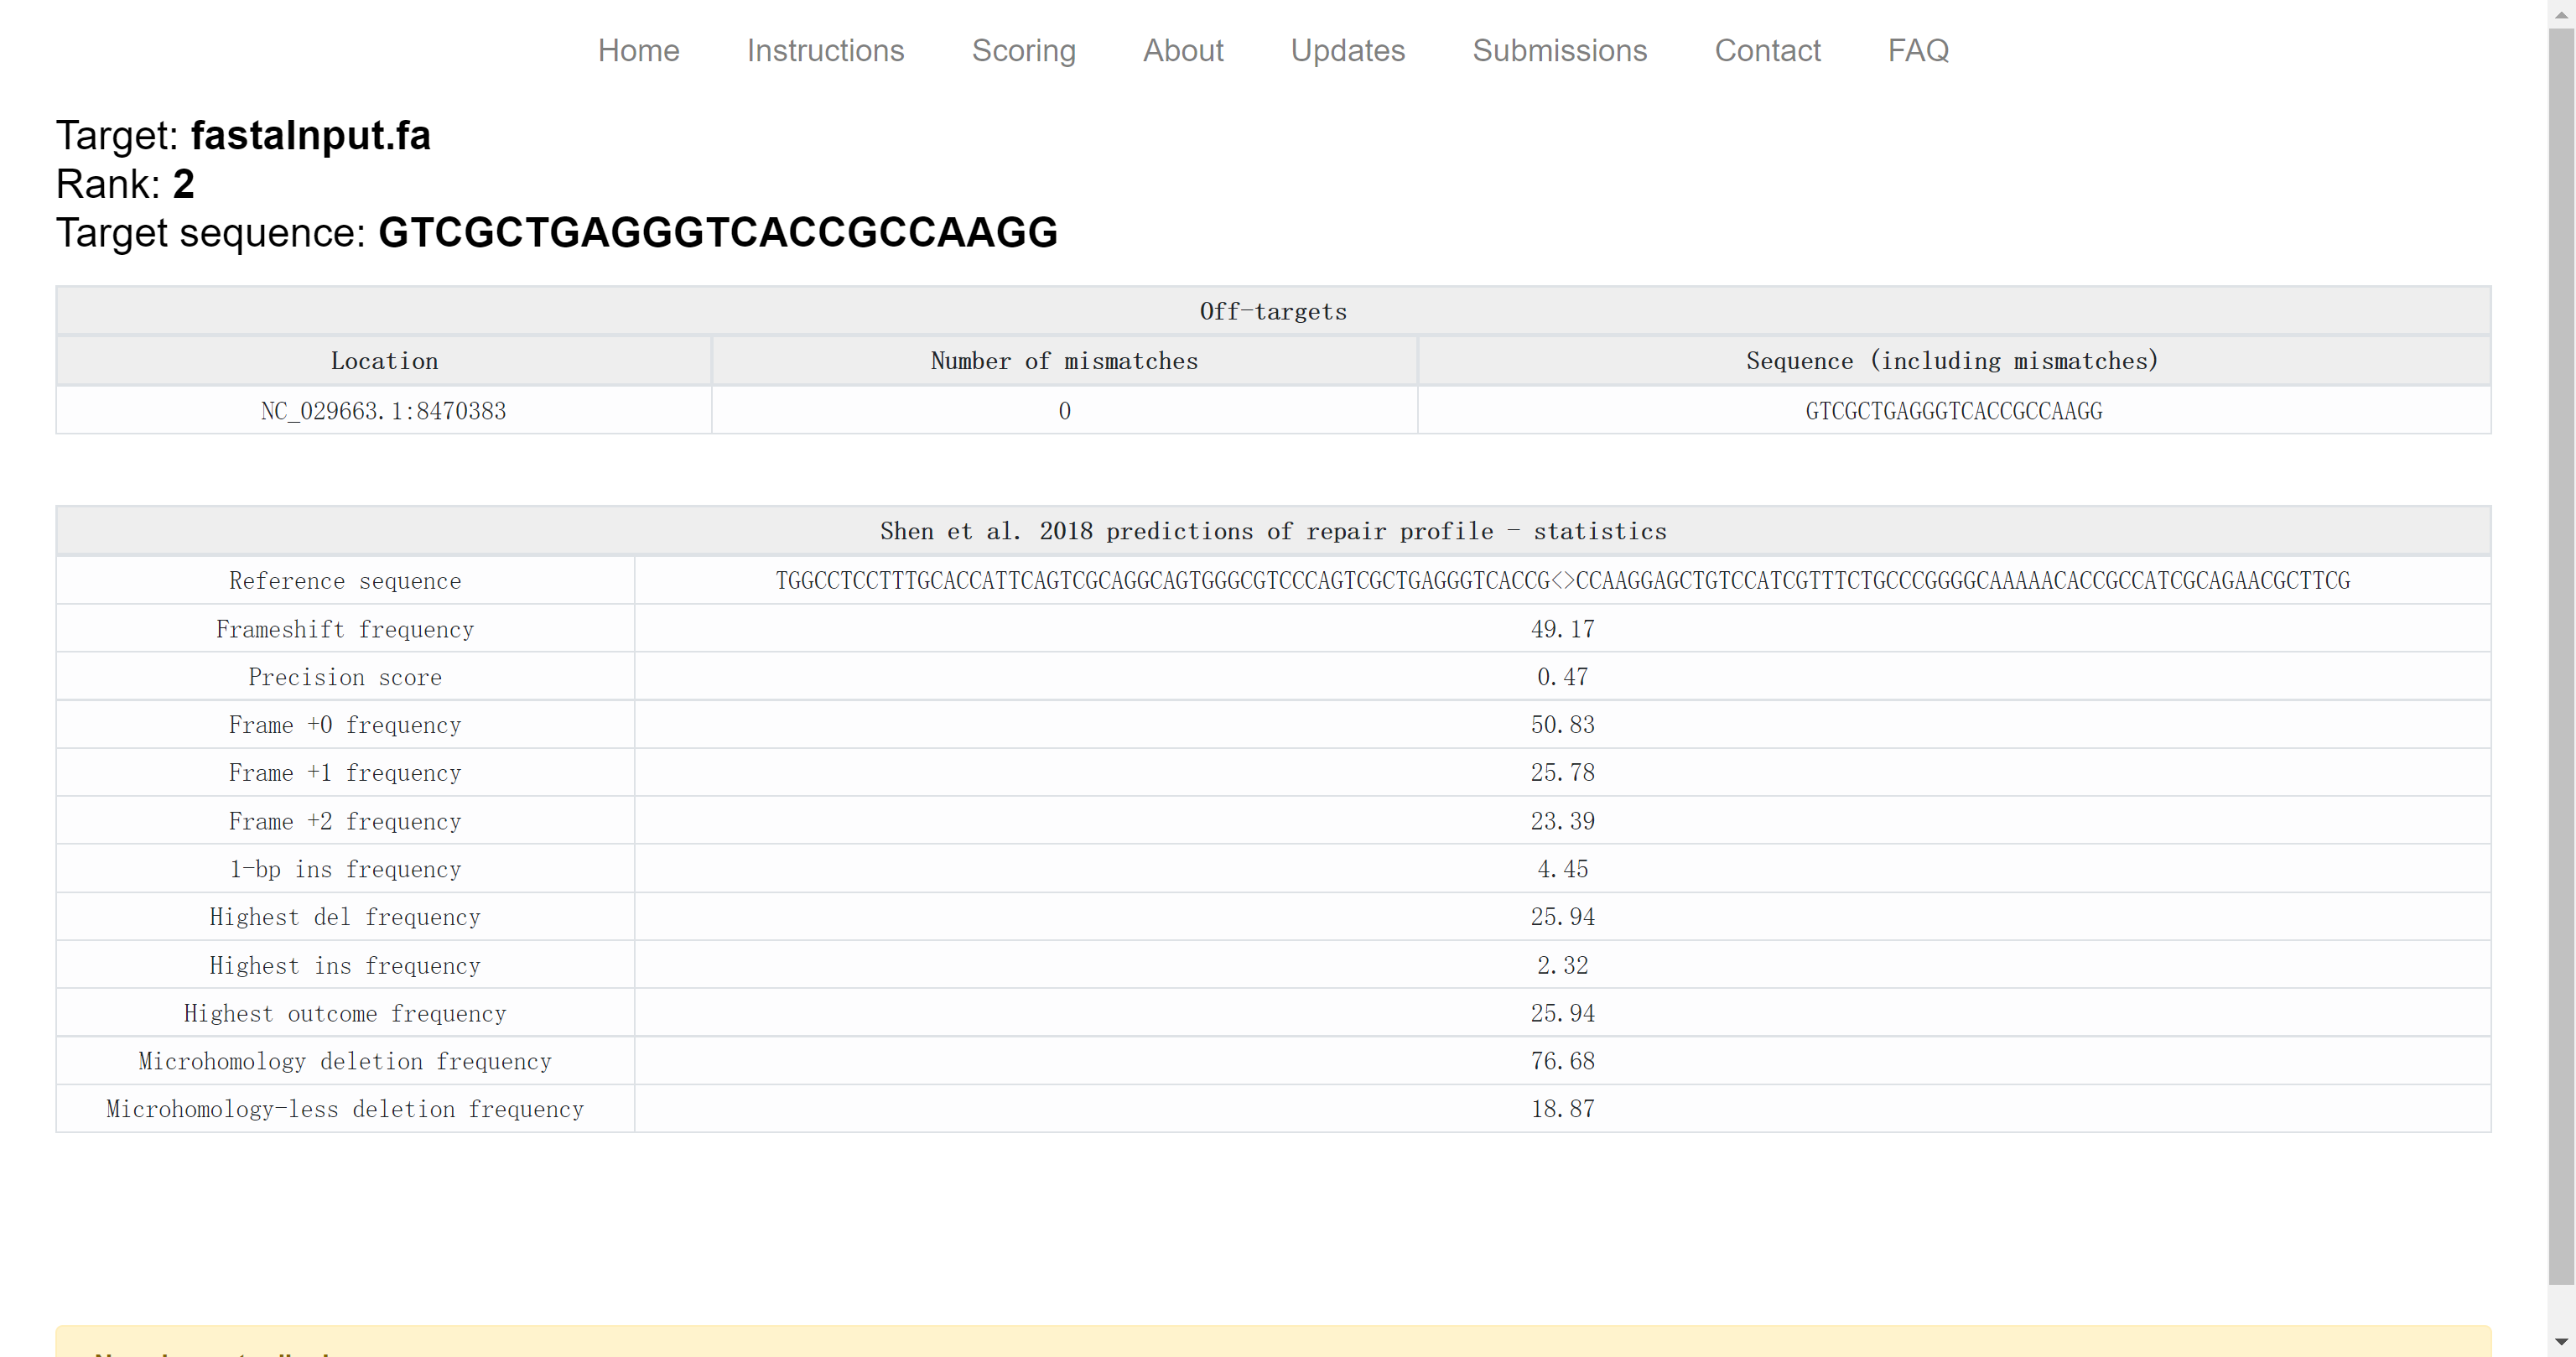 Home Instructions Scoring About Updates Submissions Contact FAQ
Target: fastaInput.fa
Rank: 2
Target sequence: GTCGCTGAGGGTCACCGCCAAGG
Off-targets
Location Number of mismatches Sequence (including mismatches)
NC_029663.1:8470383 0 GTCGCTGAGGGTCACCGCCAAGG
Shen et al. 2018 predictions of repair profile - statistics
Reference sequence TGGCCTCCTTTGCACCATTCAGTCGCAGGCAGTGGGCGTCCCAGTCGCTGAGGGTCACCG<>CCAAGGAGCTGTCCATCGTTTCTGCCCGGGGCAAAAACACCGCCATCGCAGAACGCTTCG
Frameshift frequency 49.17
Precision score 0.47
Frame +0 frequency 50.83
Frame +1 frequency 25.78
Frame +2 frequency 23.39
1-bp ins frequency 4.45
Highest del frequency 25.94
Highest ins frequency 2.32
Highest outcome frequency 25.94
Microhomology deletion frequency 76.68
Microhomology-less deletion frequency 18.87